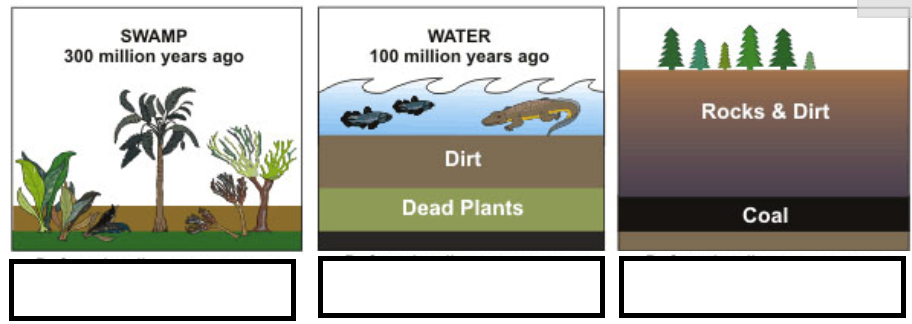 SWAMP
300 million years ago
WATER
100 million years ago
Dirt
Dead Plants
Rocks & Dirt
Coal